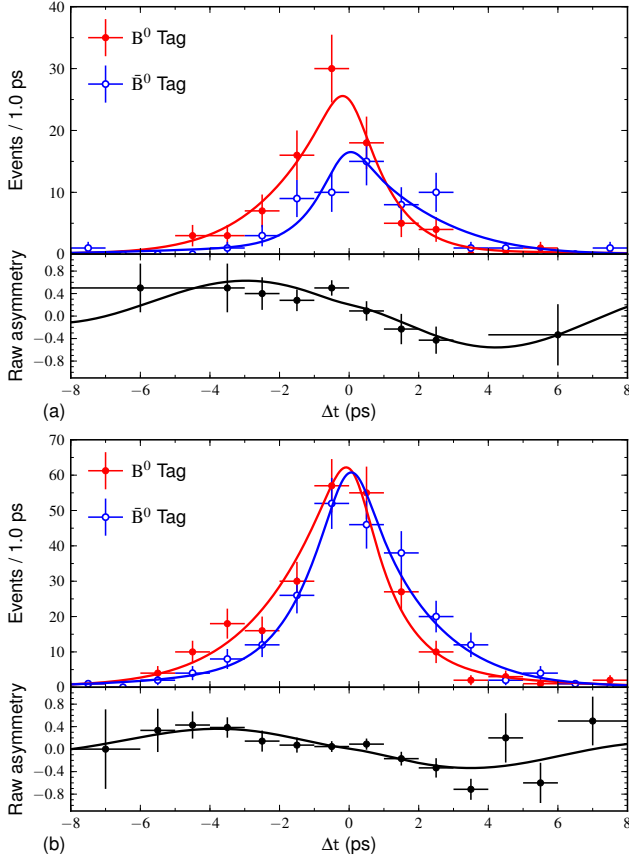 40
30
20
10
0
Events / 1.0 ps
B⁰ Tag
B̄⁰ Tag
0.8
0.4
0.0
−0.4
−0.8
Raw asymmetry
−8 −6 −4 −2 0 2 4 6 8
(a) Δt (ps)
70
60
50
40
30
20
10
0
Events / 1.0 ps
B⁰ Tag
B̄⁰ Tag
0.8
0.4
0.0
−0.4
−0.8
Raw asymmetry
−8 −6 −4 −2 0 2 4 6 8
(b) Δt (ps)